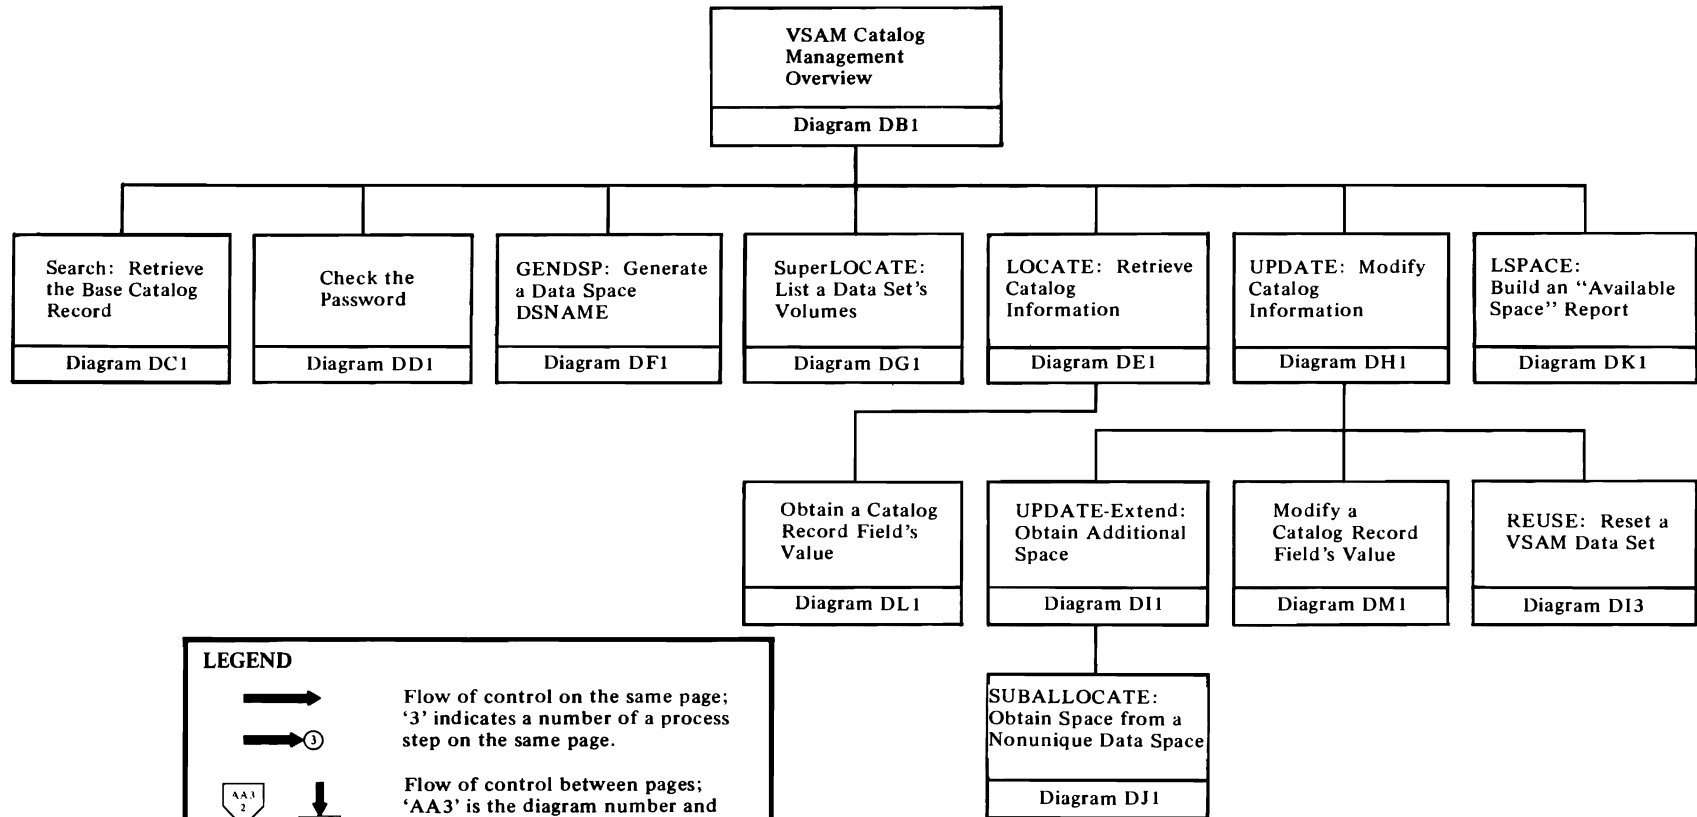 VSAM Catalog
Management
Overview
Diagram DB1
Search: Retrieve
the Base Catalog
Record
Diagram DC1
Check the
Password
Diagram DD1
GENDSP: Generate
a Data Space
DSNAME
Diagram DF1
SuperLOCATE:
List a Data Set's
Volumes
Diagram DG1
LOCATE: Retrieve
Catalog
Information
Diagram DE1
UPDATE: Modify
Catalog
Information
Diagram DH1
LSPACE:
Build an “Available
Space” Report
Diagram DK1
Obtain a Catalog
Record Field's
Value
Diagram DL1
UPDATE-Extend:
Obtain Additional
Space
Diagram DI1
Modify a
Catalog Record
Field's Value
Diagram DM1
REUSE: Reset a
VSAM Data Set
Diagram DI3
SUBALLOCATE:
Obtain Space from a
Nonunique Data Space
Diagram DJ1
LEGEND
Flow of control on the same page;
‘3’ indicates a number of a process
step on the same page.
3
Flow of control between pages;
‘AA3’ is the diagram number and
AA3
2